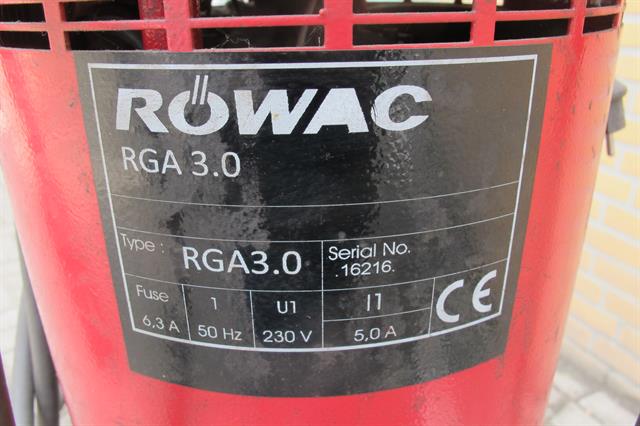 ROWAC
RGA 3.0
Type : RGA3.0 Serial No. .16216.
Fuse 1 U1 I1 CE
6,3 A 50 Hz 230 V 5,0 A